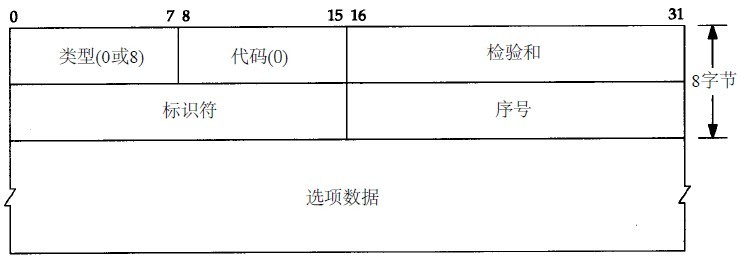 0 7 8 15 16 31
类型(0或8) 代码(0) 检验和
8字节
标识符 序号
选项数据